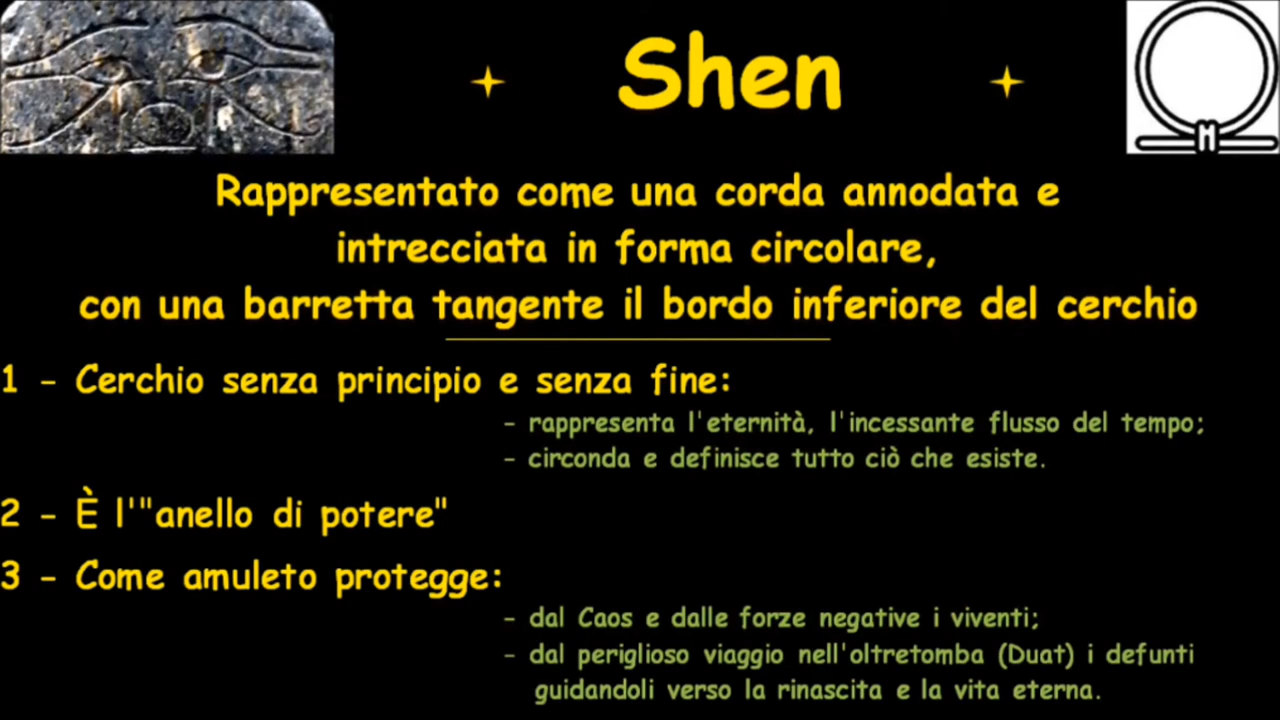 Shen
Rappresentato come una corda annodata e
intrecciata in forma circolare,
con una barretta tangente il bordo inferiore del cerchio
1 - Cerchio senza principio e senza fine:
- rappresenta l'eternità, l'incessante flusso del tempo;
- circonda e definisce tutto ciò che esiste.
2 - È l'"anello di potere"
3 - Come amuleto protegge:
- dal Caos e dalle forze negative i viventi;
- dal periglioso viaggio nell'oltretomba (Duat) i defunti
guidandoli verso la rinascita e la vita eterna.